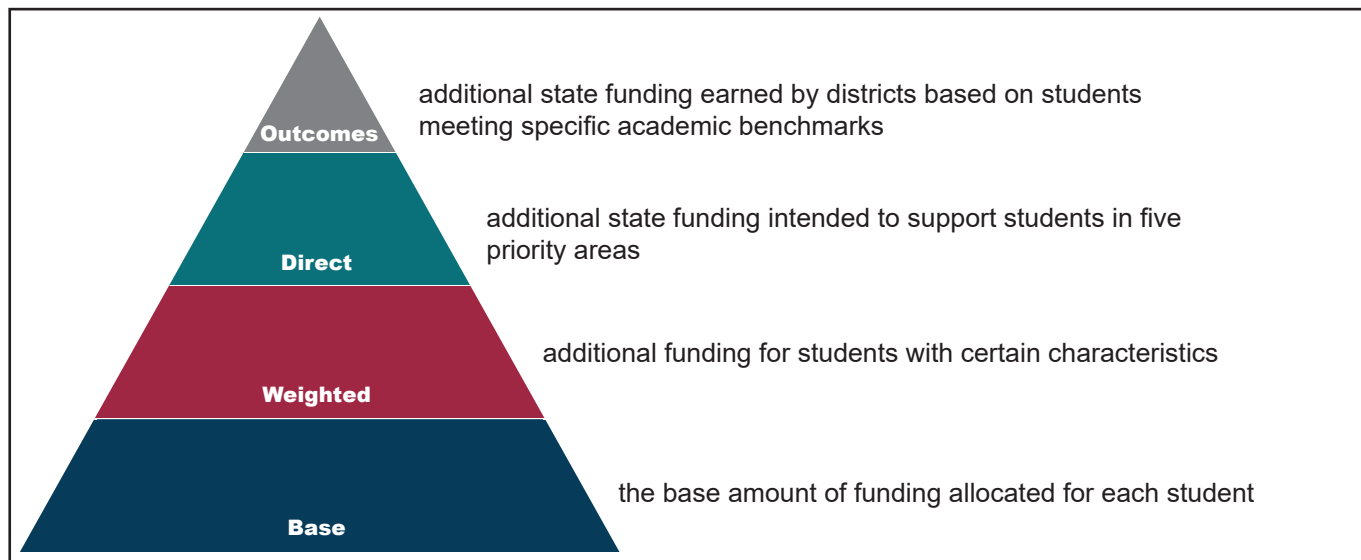 additional state funding earned by districts based on students
meeting specific academic benchmarks
Outcomes
additional state funding intended to support students in five
priority areas
Direct
additional funding for students with certain characteristics
Weighted
the base amount of funding allocated for each student
Base